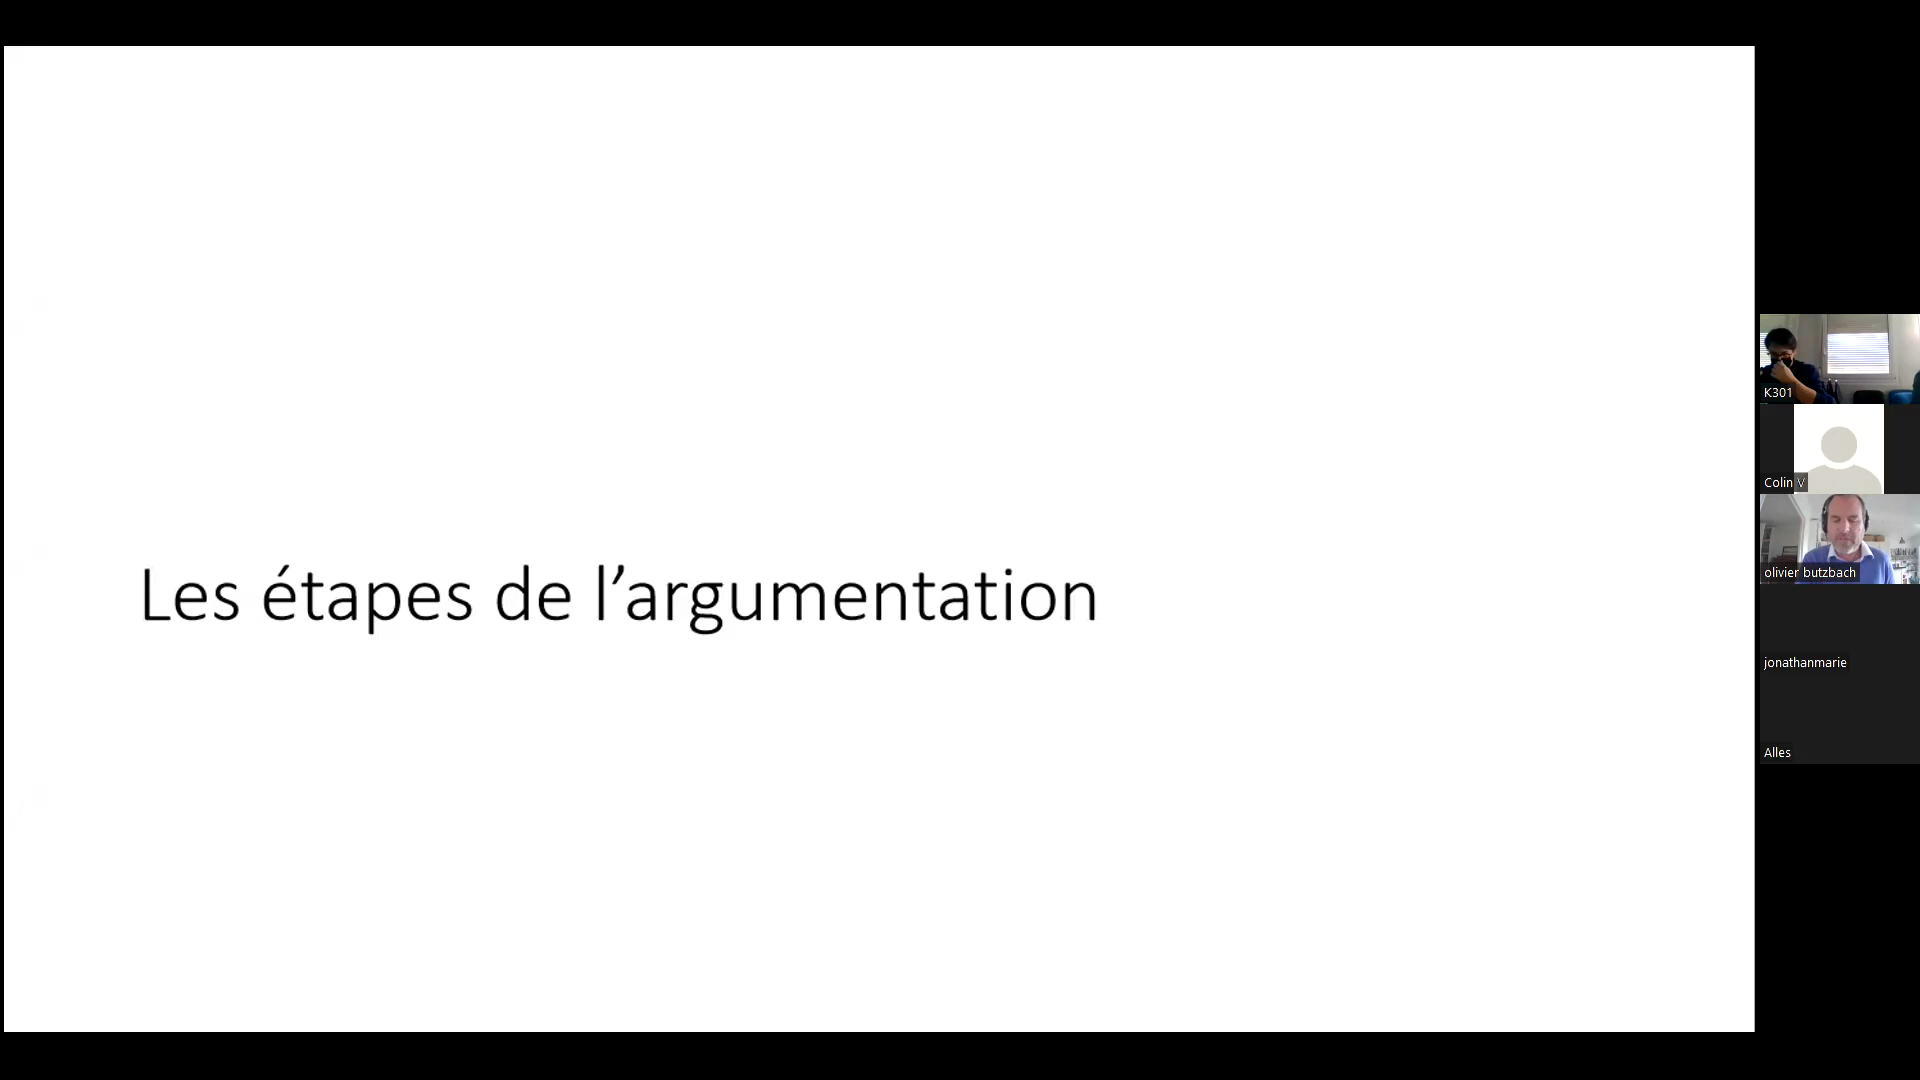 Les étapes de l’argumentation
K301
Colin V
olivier butzbach
jonathanmarie
Alles